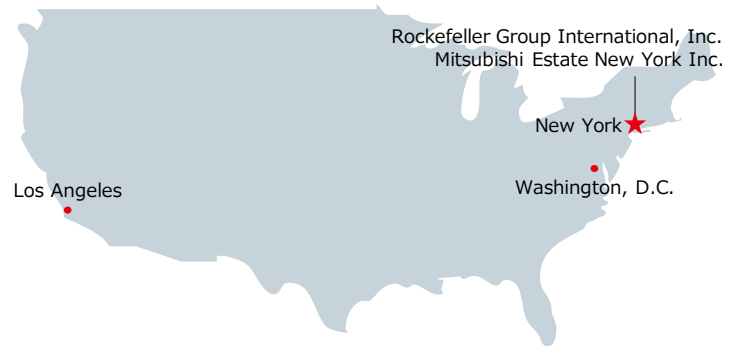 Rockefeller Group International, Inc.
Mitsubishi Estate New York Inc.
New York
Washington, D.C.
Los Angeles